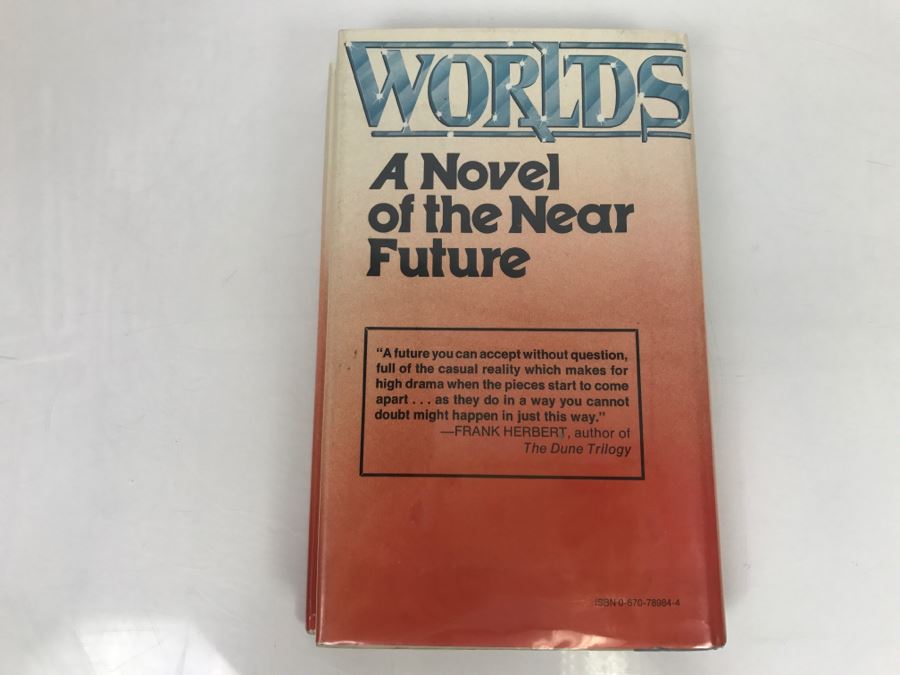 WORLDS
A Novel
of the Near
Future
“A future you can accept without question,
full of the casual reality which makes for
high drama when the pieces start to come
apart . . . as they do in a way you cannot
doubt might happen in just this way.”
—FRANK HERBERT, author of
The Dune Trilogy
ISBN 0-670-78984-4